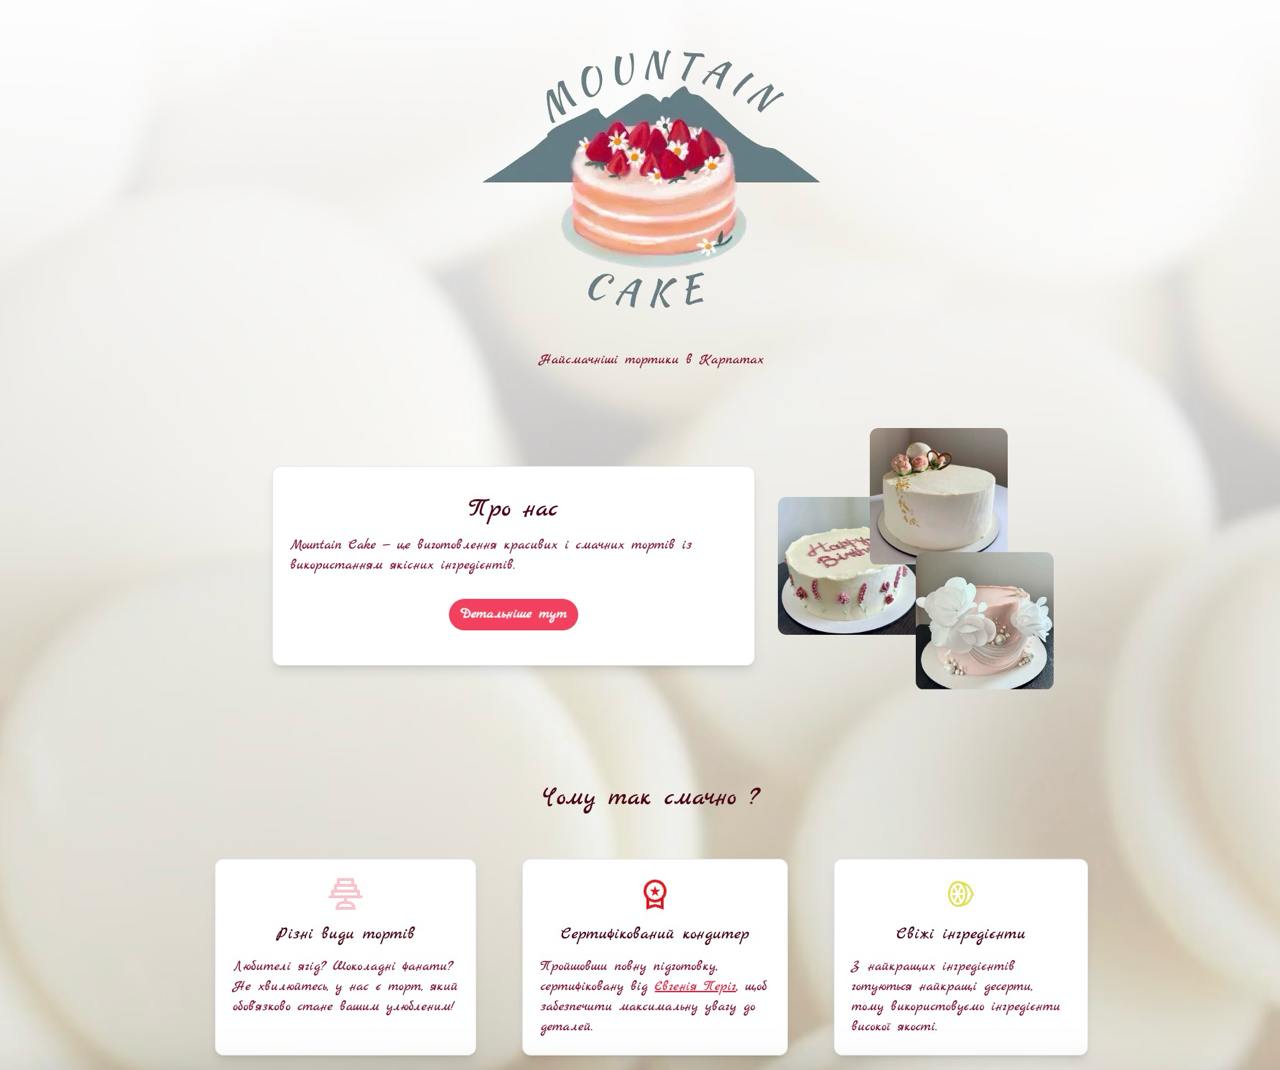 MOUNTAIN
CAKE
Найсмачніші тортики в Карпатах
Про нас
Mountain Cake – це виготовлення красивих і смачних тортів із
використанням якісних інгредієнтів.
Детальніше тут
Happy
Чому так смачно ?
Різні види тортів
Любителі ягід? Шоколадні фанати?
Не хвилюйтесь, у нас є торт, який
обов'язково стане вашим улюбленим!
Сертифікований кондитер
Пройшовши повну підготовку,
сертифіковану від Євгенія Періг, щоб
забезпечити максимальну увагу до
деталей.
Свіжі інгредієнти
З найкращих інгредієнтів
готуються найкращі десерти,
тому використовуємо інгредієнти
високої якості.